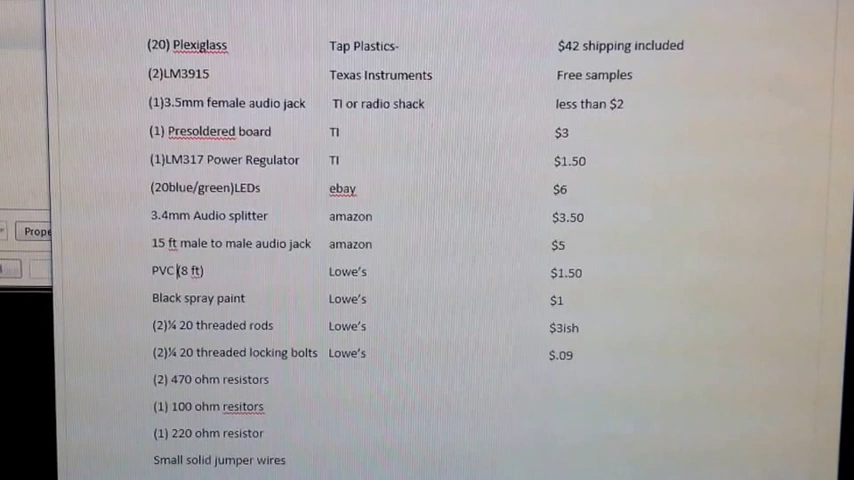 (20) Plexiglass Tap Plastics- $42 shipping included
(2)LM3915 Texas Instruments Free samples
(1)3.5mm female audio jack TI or radio shack less than $2
(1) Presoldered board TI $3
(1)LM317 Power Regulator TI $1.50
(20blue/green)LEDs ebay $6
3.4mm Audio splitter amazon $3.50
15 ft male to male audio jack amazon $5
PVC (8 ft) Lowe's $1.50
Black spray paint Lowe's $1
(2)¼ 20 threaded rods Lowe's $3ish
(2)¼ 20 threaded locking bolts Lowe's $.09
(2) 470 ohm resistors
(1) 100 ohm resitors
(1) 220 ohm resistor
Small solid jumper wires
Prope